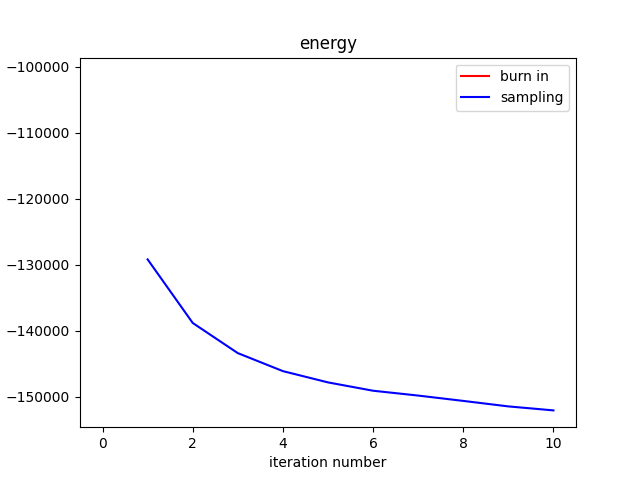 energy
burn in
sampling
−100000
−110000
−120000
−130000
−140000
−150000
0 2 4 6 8 10
iteration number